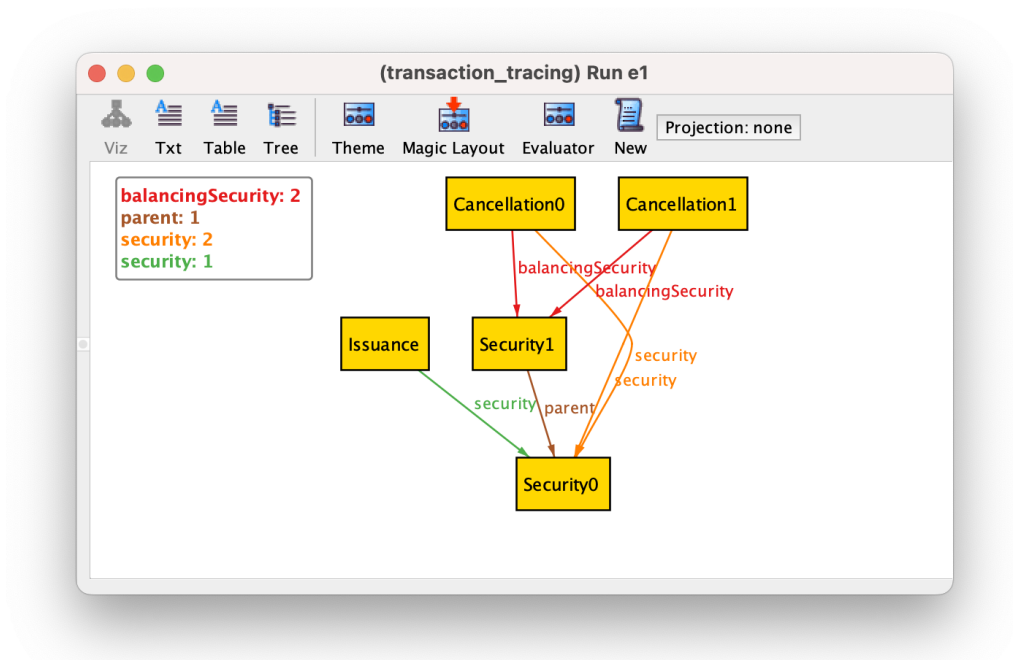 (transaction_tracing) Run e1
Viz Txt Table Tree Theme Magic Layout Evaluator New Projection: none
balancingSecurity: 2
parent: 1
security: 2
security: 1
Cancellation0 Cancellation1
balancingSecurity
balancingSecurity
Issuance Security1
security
security
security parent
Security0